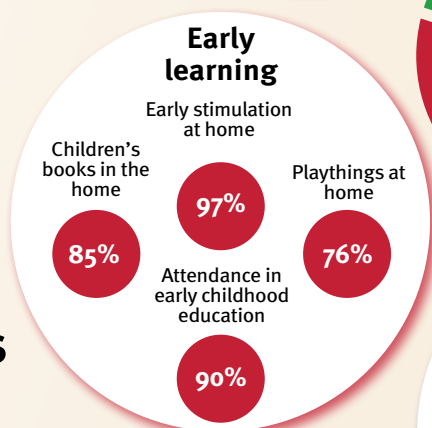 Early
learning
Early stimulation
at home
97%
Children's
books in the
home
85%
Playthings at
home
76%
Attendance in
early childhood
education
90%
s